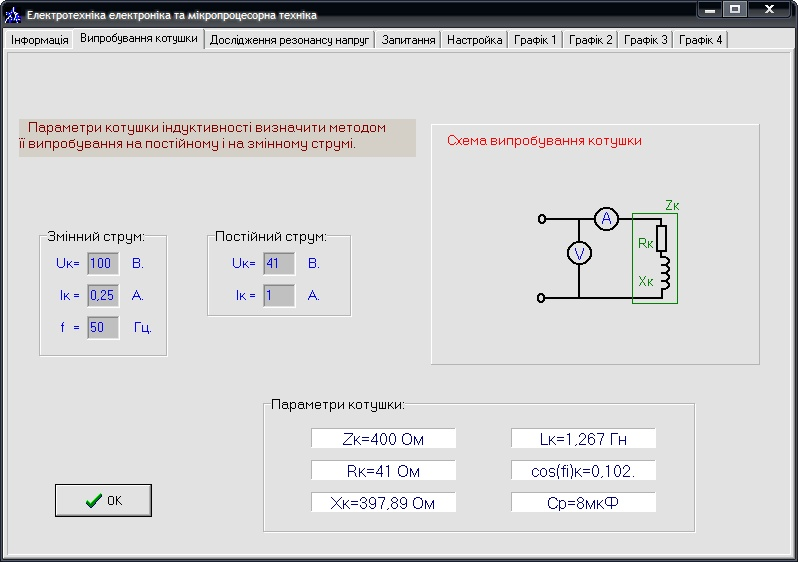 Електротехніка електроніка та мікропроцесорна техніка
Інформація Випробування котушки Дослідження резонансу напруг Запитання Настройка Графік 1 Графік 2 Графік 3 Графік 4
Параметри котушки індуктивності визначити методом
її випробування на постійному і на змінному струмі.
Схема випробування котушки
A
V
Zк
Rк
Xк
Змінний струм:
Uк= 100 В.
Iк = 0,25 А.
f = 50 Гц.
Постійний струм:
Uк= 41 В.
Iк = 1 А.
Параметри котушки:
Zк=400 Ом
Lк=1,267 Гн
Rк=41 Ом
cos(fi)к=0,102.
Xк=397,89 Ом
Cр=8мкФ
OK